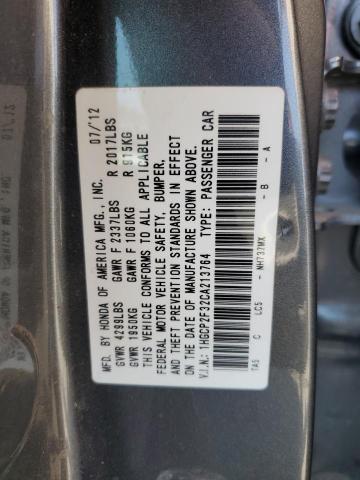 MFD. BY HONDA OF AMERICA MFG., INC. 07/'12
GVWR 4299LBS GAWR F 2337LBS R 2017LBS
GVWR 1950KG GAWR F 1060KG R 915KG
THIS VEHICLE CONFORMS TO ALL APPLICABLE
FEDERAL MOTOR VEHICLE SAFETY, BUMPER,
AND THEFT PREVENTION STANDARDS IN EFFECT
ON THE DATE OF MANUFACTURE SHOWN ABOVE.
V.I.N.: 1HGCP2F32CA213764 TYPE: PASSENGER CAR
TA5 C LC5 - NH737MX - B - A